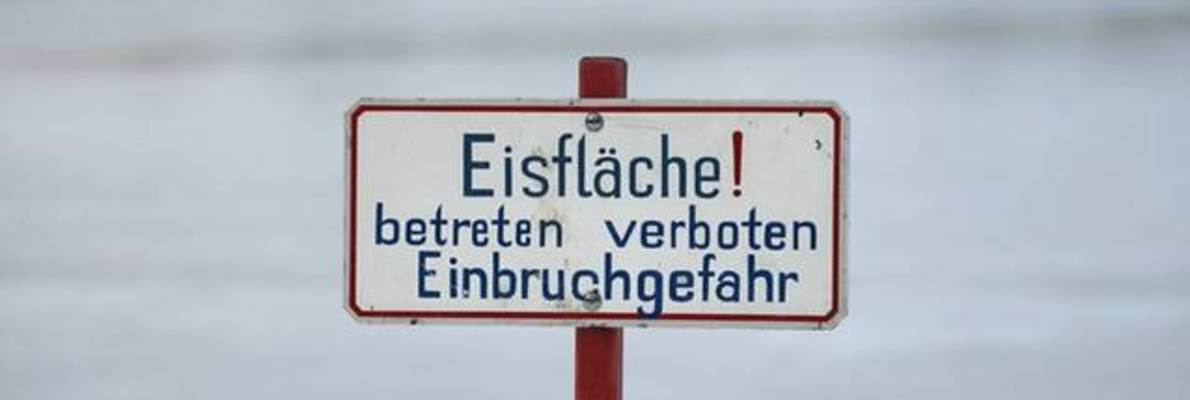 Eisfläche!
betreten verboten
Einbruchgefahr